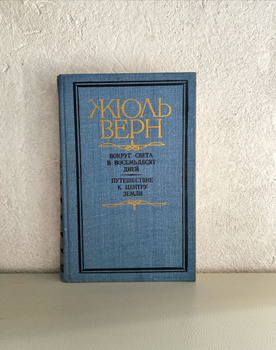 ЖЮЛЬ
ВЕРН
ВОКРУГ СВЕТА
В ВОСЕМЬДЕСЯТ
ДНЕЙ
ПУТЕШЕСТВИЕ
К ЦЕНТРУ
ЗЕМЛИ